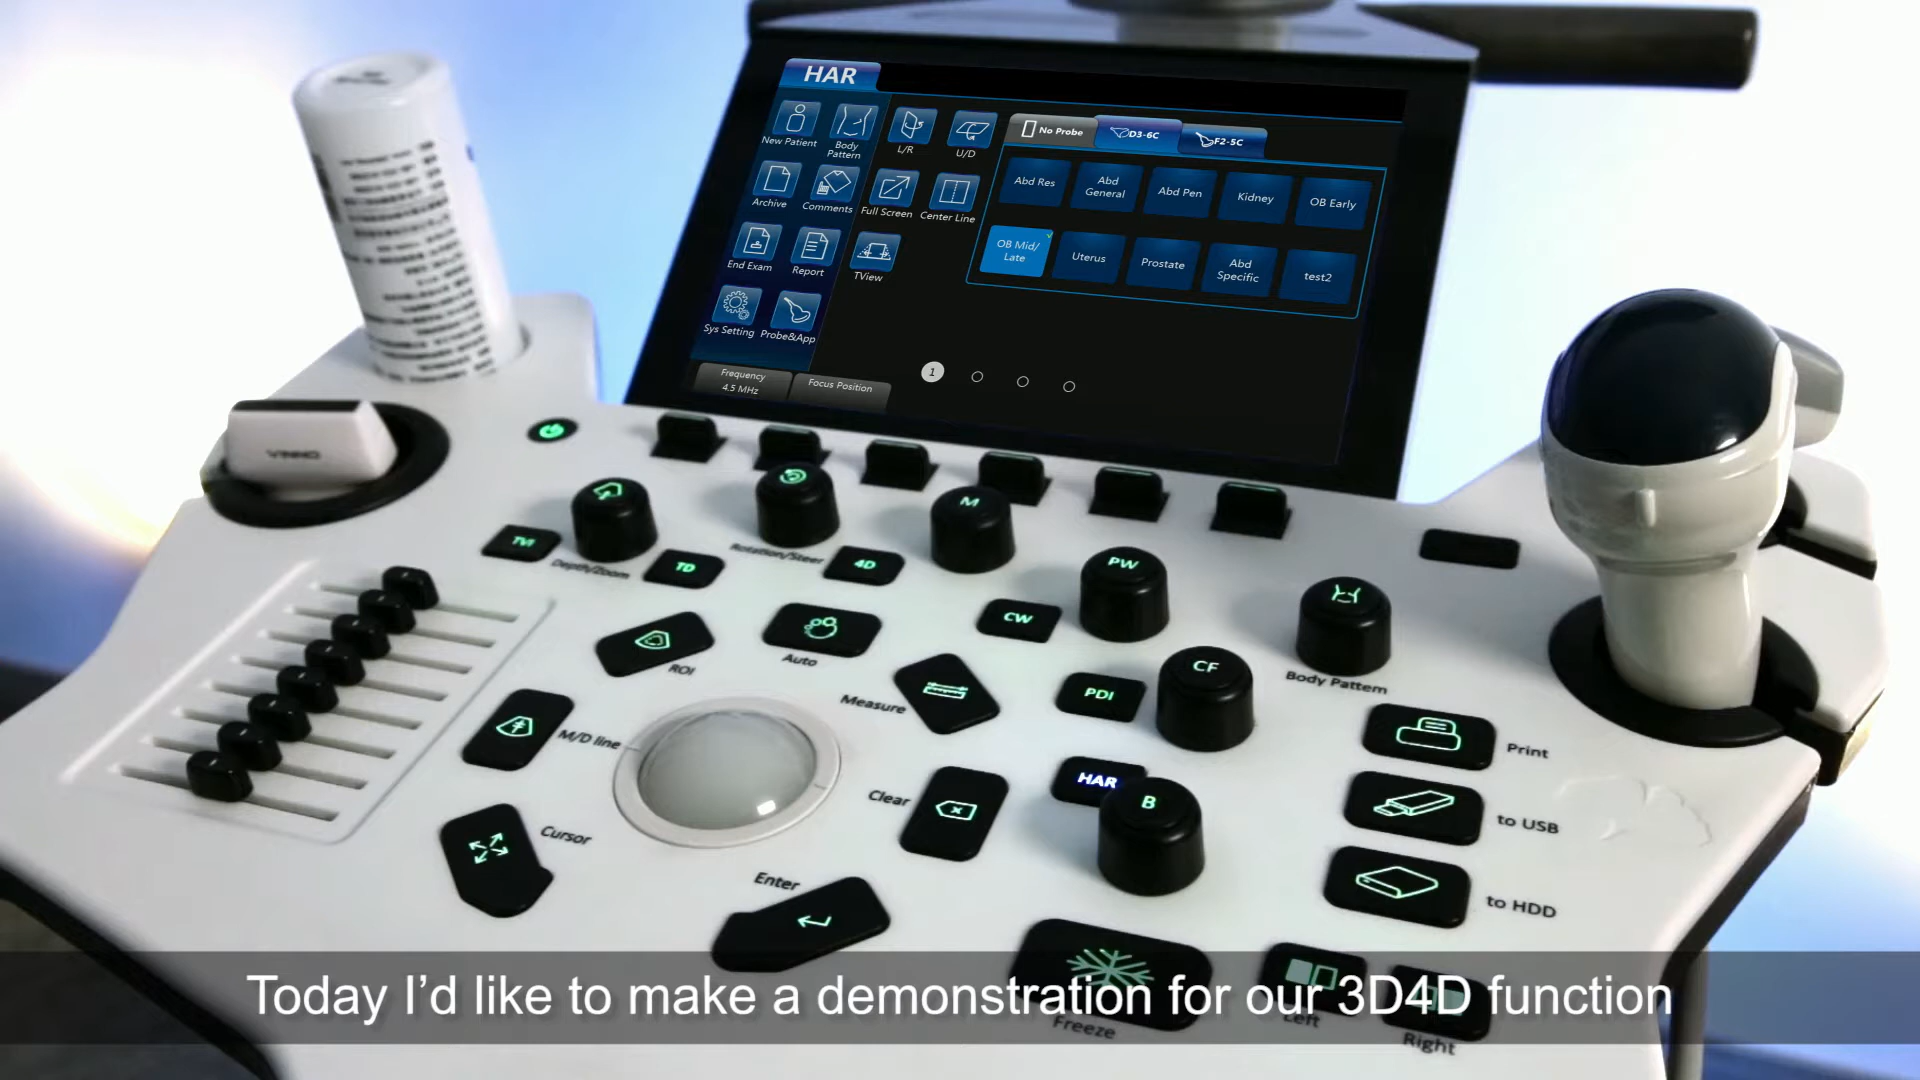 HAR
New Patient
Body
Pattern
L/R
U/D
Archive
Comments
Full Screen
Center Line
End Exam
Report
TView
Sys Setting
Probe&App
No Probe
D3-6C
F2-5C
Abd Res
Abd
General
Abd Pen
Kidney
OB Early
OB Mid/
Late
Uterus
Prostate
Abd
Specific
test2
1
Frequency
4.5 MHz
Focus Position
VINNO
TVI
Depth/Zoom
TD
Rotation/Steer
4D
M
PW
CW
ROI
Auto
Measure
PDI
CF
Body Pattern
M/D line
Print
Clear
HAR
B
to USB
Cursor
Enter
to HDD
Today I'd like to make a demonstration for our 3D4D function
Freeze
Left
Right